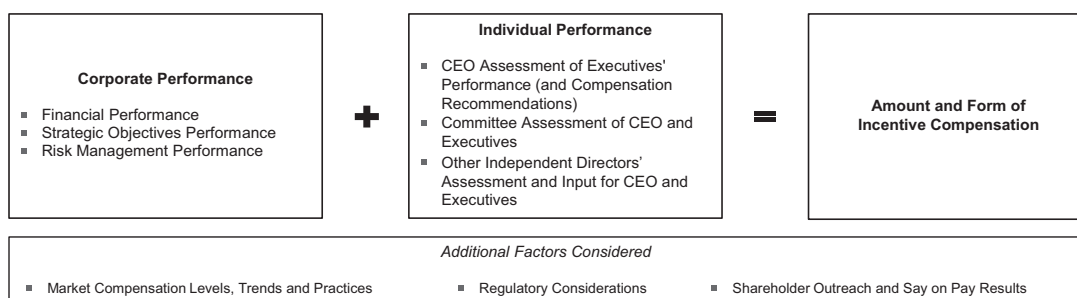 Corporate Performance
Financial Performance
Strategic Objectives Performance
Risk Management Performance
+
Individual Performance
CEO Assessment of Executives'
Performance (and Compensation
Recommendations)
Committee Assessment of CEO and
Executives
Other Independent Directors'
Assessment and Input for CEO and
Executives
=
Amount and Form of
Incentive Compensation
Additional Factors Considered
Market Compensation Levels, Trends and Practices
Regulatory Considerations
Shareholder Outreach and Say on Pay Results